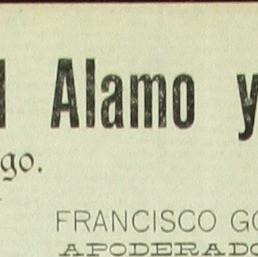 l Alamo y
go.
FRANCISCO GO
APODERADO